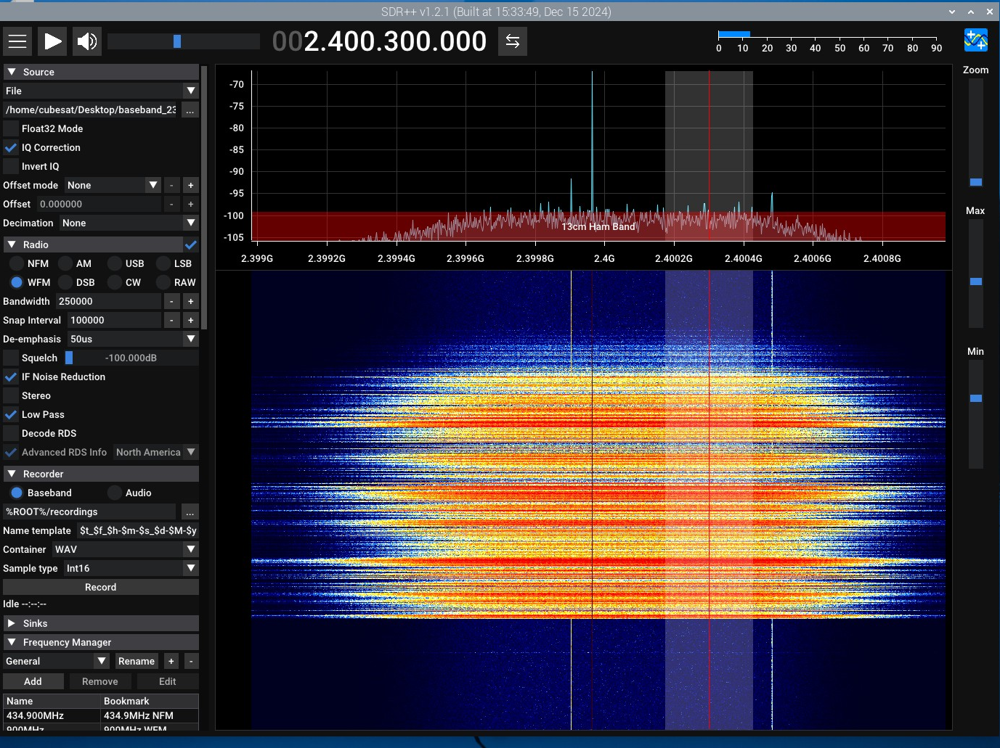 SDR++ v1.2.1 (Built at 15:33:49, Dec 15 2024)
002.400.300.000
0 10 20 30 40 50 60 70 80 90
Source
File
/home/cubesat/Desktop/baseband_23
...
Float32 Mode
IQ Correction
Invert IQ
Offset mode None - +
Offset 0.000000 - +
Decimation None
Radio
NFM AM USB LSB
WFM DSB CW RAW
Bandwidth 250000 - +
Snap Interval 100000 - +
De-emphasis 50us
Squelch -100.000dB
IF Noise Reduction
Stereo
Low Pass
Decode RDS
Advanced RDS Info North America
Recorder
Baseband Audio
%ROOT%/recordings ...
Name template $t_$f_$h-$m-$s_$d-$M-$y
Container WAV
Sample type Int16
Record
Idle --:--:--
Sinks
Frequency Manager
General Rename + -
Add Remove Edit
Name Bookmark
434.900MHz 434.9MHz NFM
900MHz 900MHz WFM
-70
-75
-80
-85
-90
-95
-100
-105
13cm Ham Band
2.399G 2.3992G 2.3994G 2.3996G 2.3998G 2.4G 2.4002G 2.4004G 2.4006G 2.4008G
Zoom
Max
Min